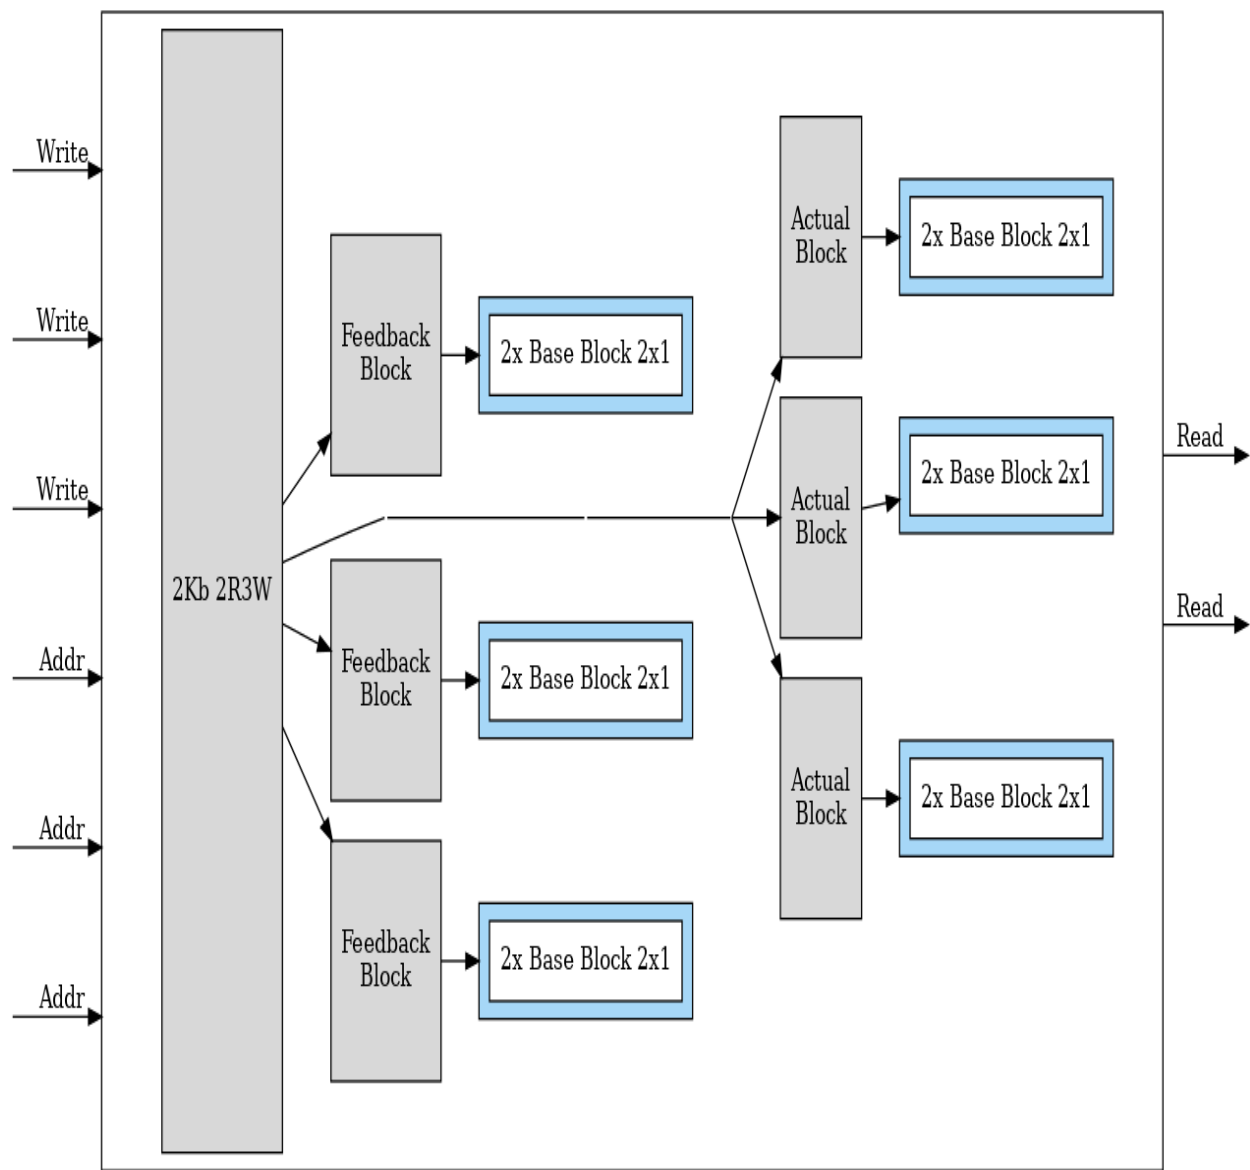 Write
Write
Write
Addr
Addr
Addr
2Kb 2R3W
Feedback
Block
2x Base Block 2x1
Feedback
Block
2x Base Block 2x1
Feedback
Block
2x Base Block 2x1
Actual
Block
2x Base Block 2x1
Actual
Block
2x Base Block 2x1
Actual
Block
2x Base Block 2x1
Read
Read